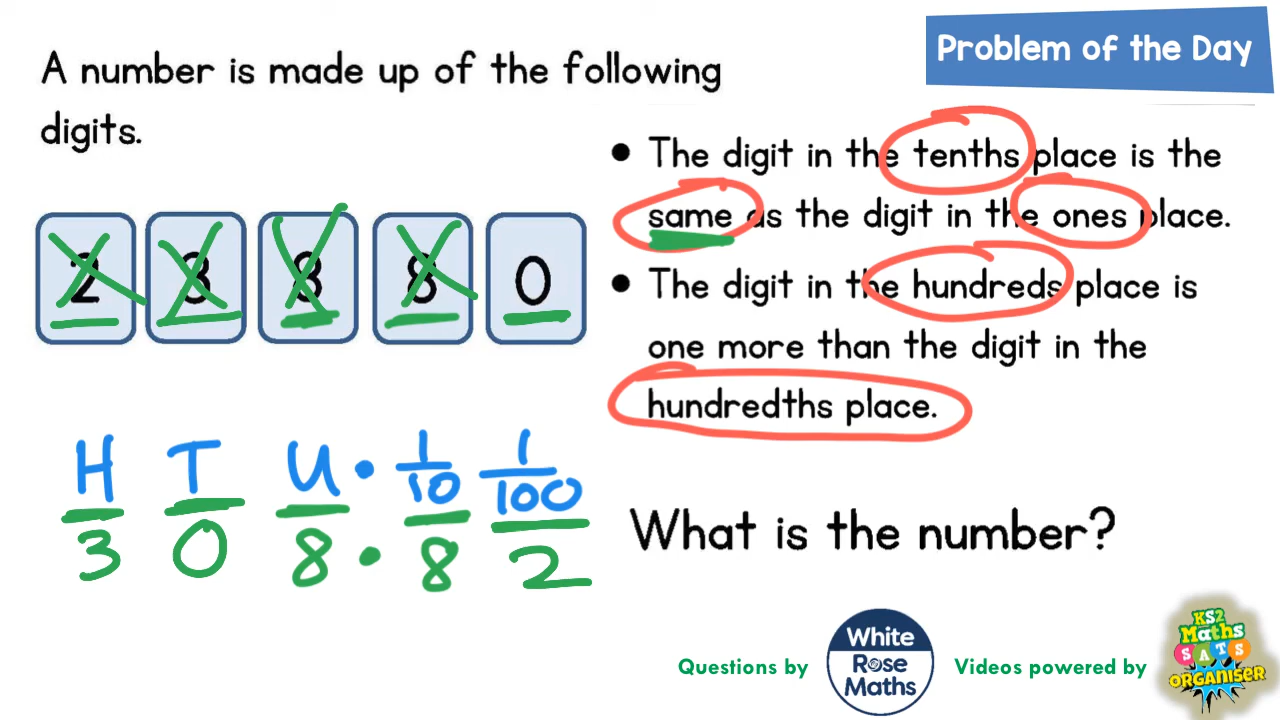 Problem of the Day
A number is made up of the following
digits.
2 3 8 8 0
• The digit in the tenths place is the
same as the digit in the ones place.
• The digit in the hundreds place is
one more than the digit in the
hundredths place.
H T U • 1/10 1/100
3 0 8 • 8 2
What is the number?
Questions by
White
Rose
Maths
Videos powered by
KS2
Maths
SATS
ORGANISER